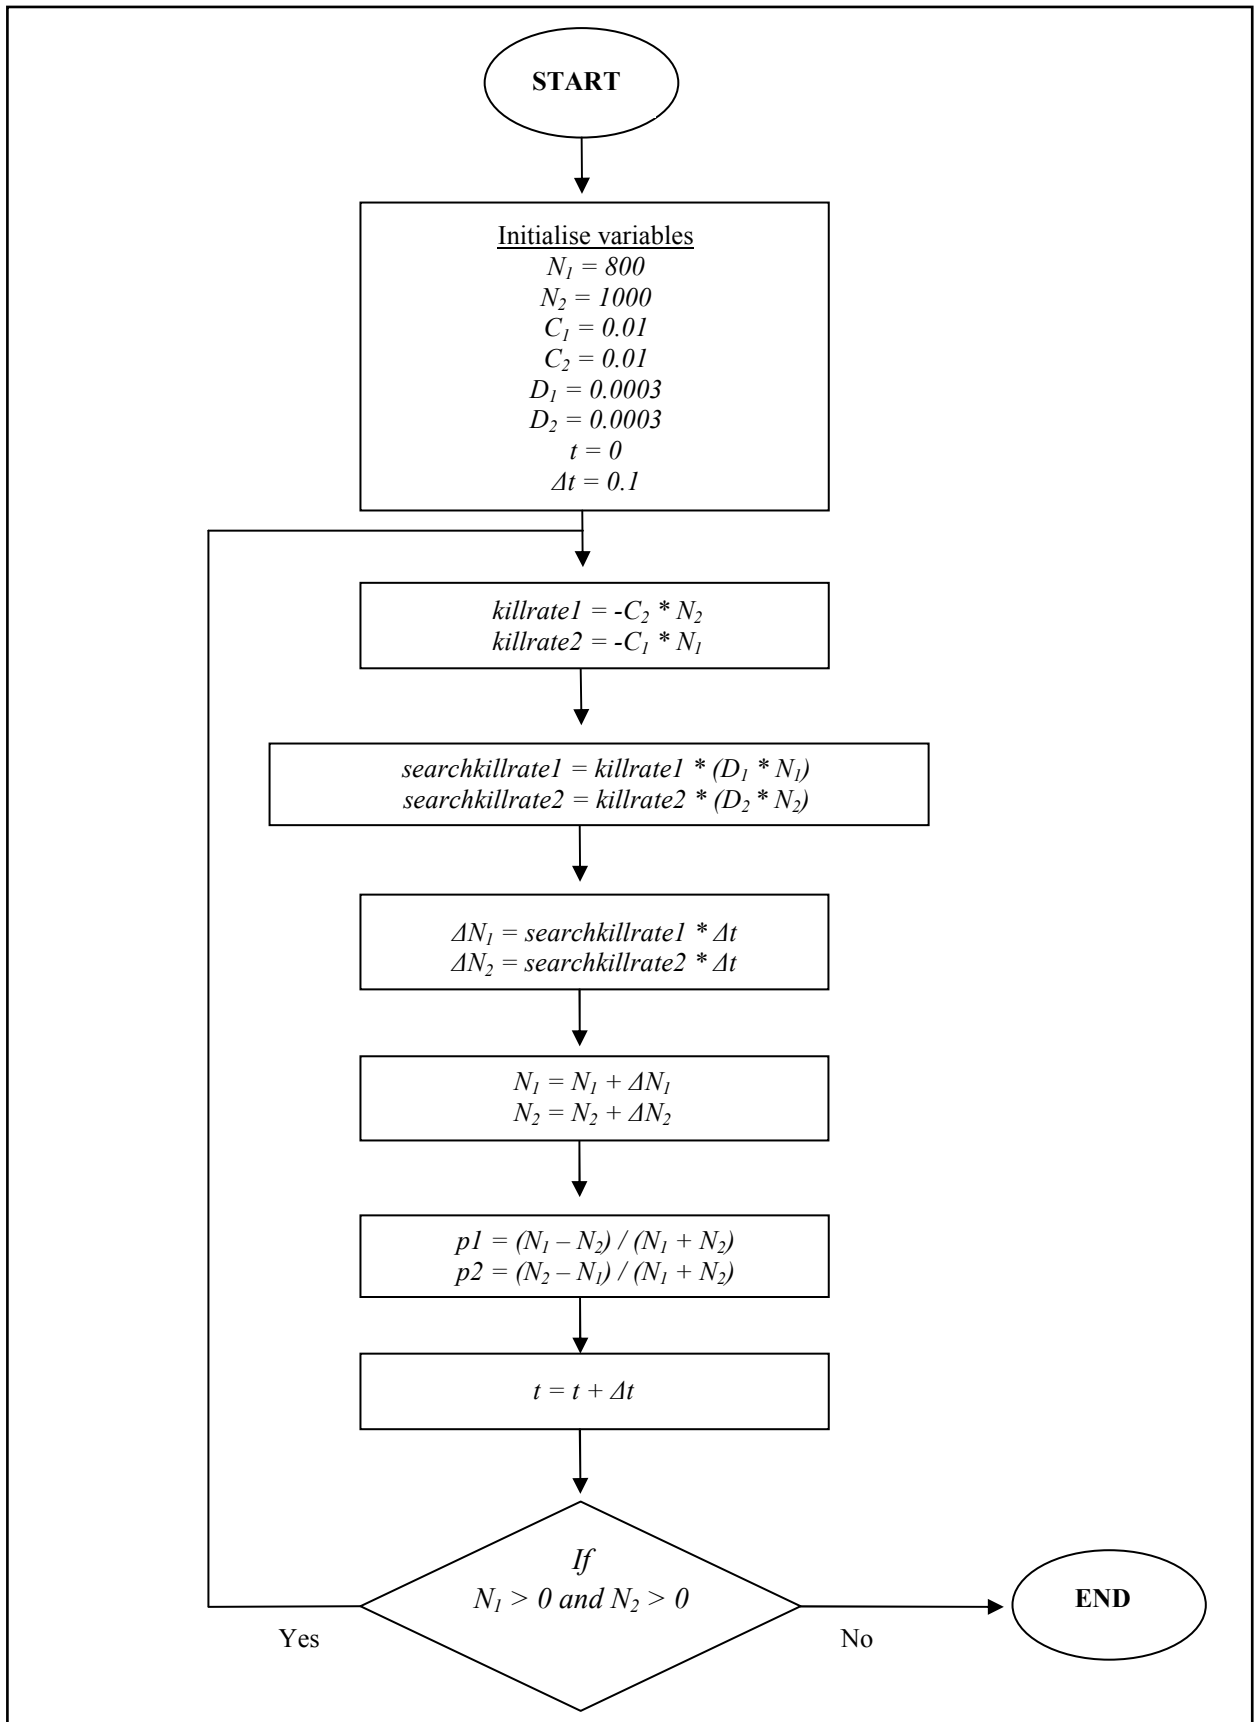 START
Initialise variables
N₁ = 800
N₂ = 1000
C₁ = 0.01
C₂ = 0.01
D₁ = 0.0003
D₂ = 0.0003
t = 0
Δt = 0.1
killrate1 = -C₂ * N₂
killrate2 = -C₁ * N₁
searchkillrate1 = killrate1 * (D₁ * N₁)
searchkillrate2 = killrate2 * (D₂ * N₂)
ΔN₁ = searchkillrate1 * Δt
ΔN₂ = searchkillrate2 * Δt
N₁ = N₁ + ΔN₁
N₂ = N₂ + ΔN₂
p1 = (N₁ – N₂) / (N₁ + N₂)
p2 = (N₂ – N₁) / (N₁ + N₂)
t = t + Δt
If
N₁ > 0 and N₂ > 0
END
Yes
No